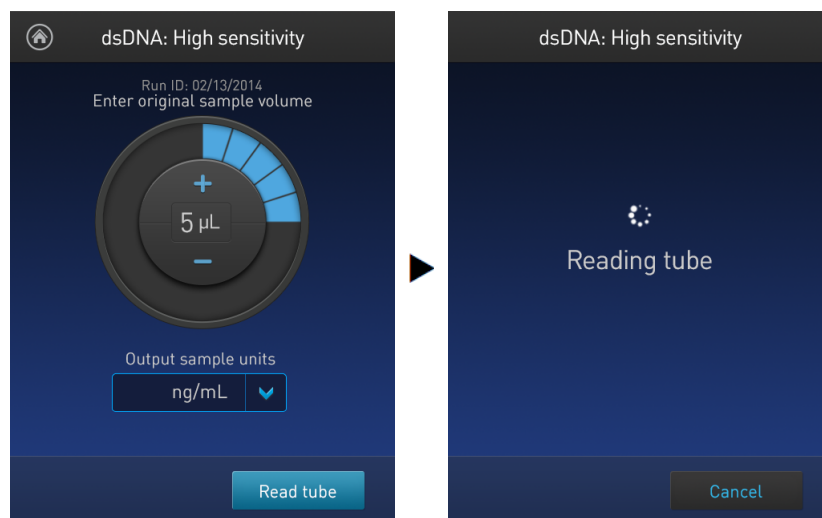 dsDNA: High sensitivity
Run ID: 02/13/2014
Enter original sample volume
+
5 µL
−
Output sample units
ng/mL
Read tube
dsDNA: High sensitivity
Reading tube
Cancel